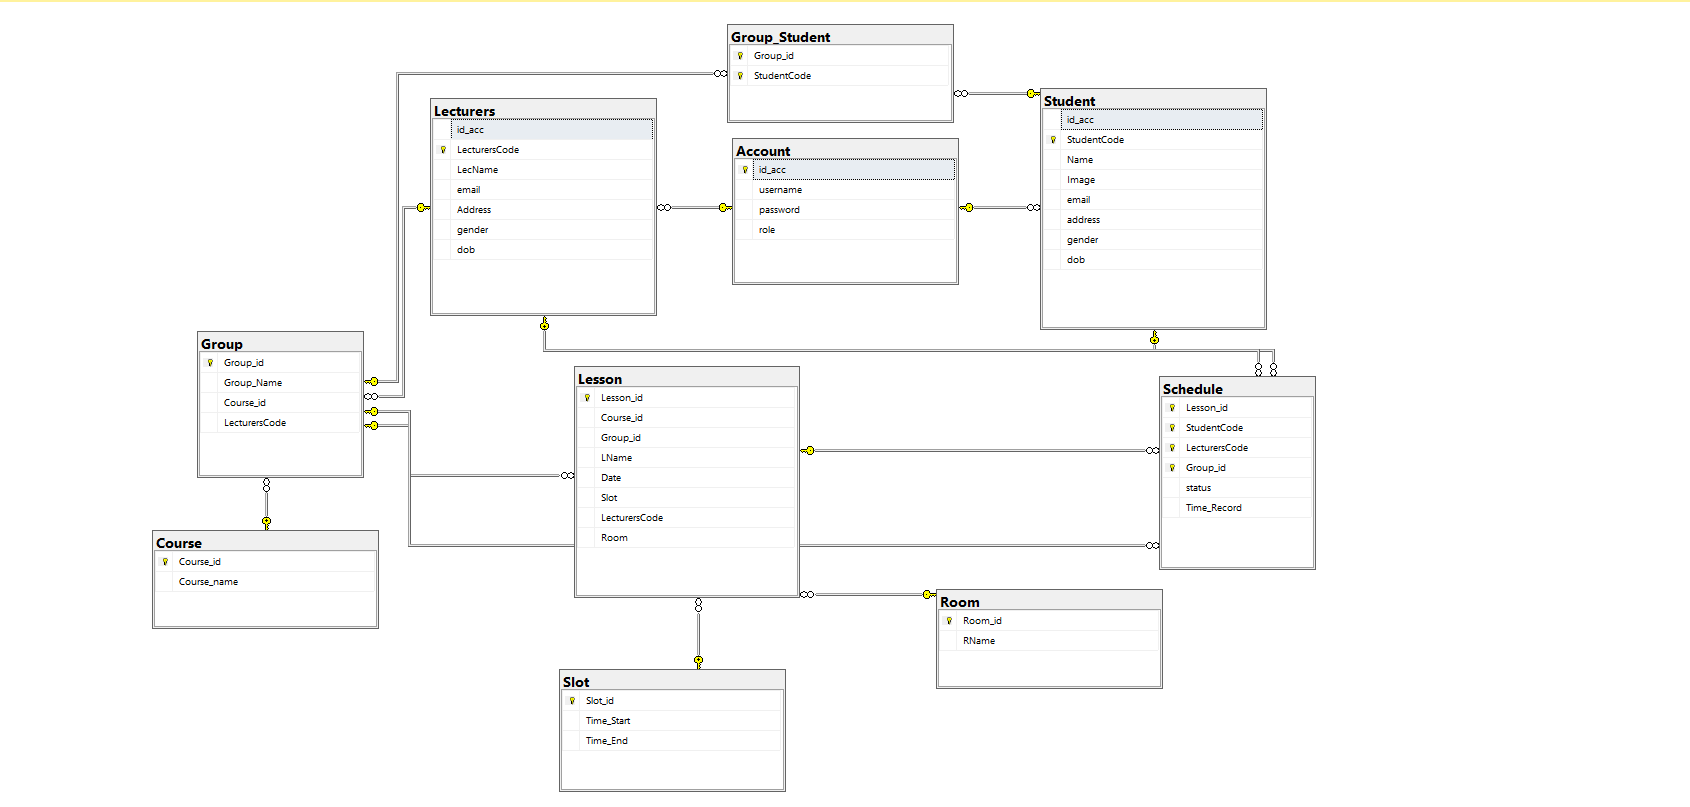 Group_Student
Group_id
StudentCode
Lecturers
id_acc
LecturersCode
LecName
email
Address
gender
dob
Account
id_acc
username
password
role
Student
id_acc
StudentCode
Name
Image
email
address
gender
dob
Group
Group_id
Group_Name
Course_id
LecturersCode
Lesson
Lesson_id
Course_id
Group_id
LName
Date
Slot
LecturersCode
Room
Schedule
Lesson_id
StudentCode
LecturersCode
Group_id
status
Time_Record
Course
Course_id
Course_name
Room
Room_id
RName
Slot
Slot_id
Time_Start
Time_End